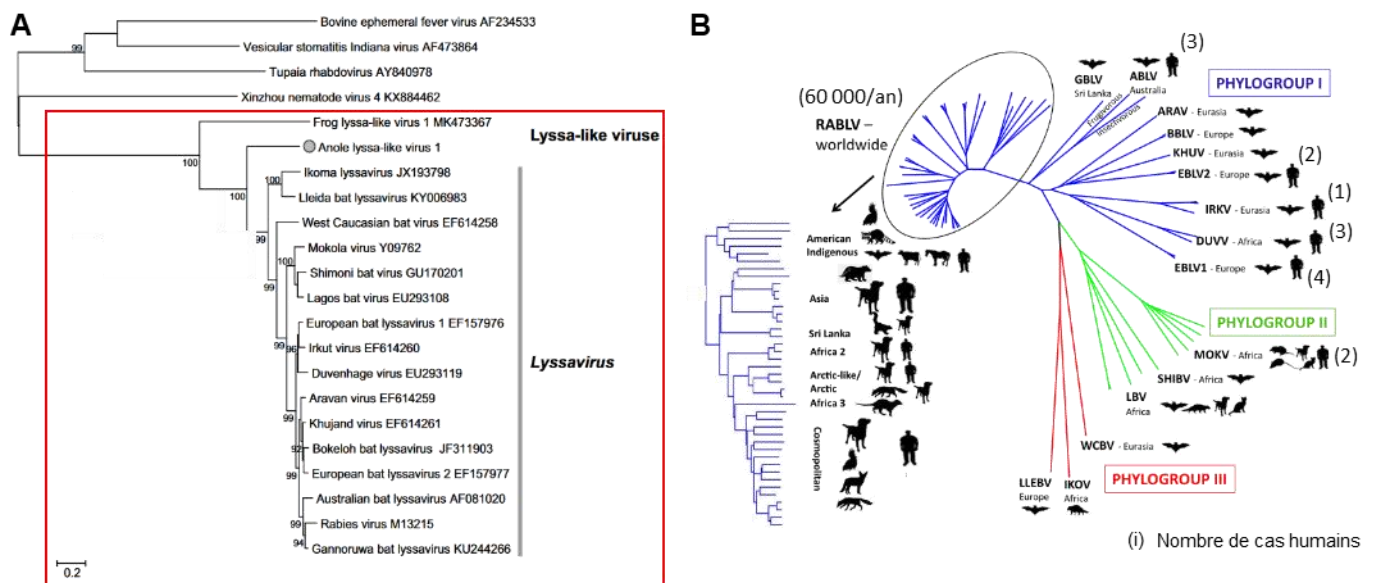 A
Bovine ephemeral fever virus AF234533
99
Vesicular stomatitis Indiana virus AF473864
Tupaia rhabdovirus AY840978
Xinzhou nematode virus 4 KX884462
Frog lyssa-like virus 1 MK473367
Lyssa-like viruse
100
Anole lyssa-like virus 1
100
Ikoma lyssavirus JX193798
100
Lleida bat lyssavirus KY006983
99
West Caucasian bat virus EF614258
Mokola virus Y09762
100
Shimoni bat virus GU170201
Lagos bat virus EU293108
European bat lyssavirus 1 EF157976
99
96
Irkut virus EF614260
Lyssavirus
Duvenhage virus EU293119
Aravan virus EF614259
99
Khujand virus EF614261
92
Bokeloh bat lyssavirus JF311903
99
European bat lyssavirus 2 EF157977
Australian bat lyssavirus AF081020
99
Rabies virus M13215
94
Gannoruwa bat lyssavirus KU244266
0.2
B
(60 000/an)
RABLV –
worldwide
American
Indigenous
Asia
Sri Lanka
Africa 2
Arctic-like/
Arctic
Africa 3
Cosmopolitan
GBLV
Sri Lanka
Frugivorous
ABLV
Australia
Insectivorous
(3)
PHYLOGROUP I
ARAV - Eurasia
BBLV - Europe
KHUV - Eurasia
(2)
EBLV2 - Europe
(1)
IRKV - Eurasia
(3)
DUVV - Africa
EBLV1 - Europe
(4)
PHYLOGROUP II
MOKV - Africa
(2)
SHIBV - Africa
LBV
Africa
WCBV - Eurasia
PHYLOGROUP III
LLEBV
Europe
IKOV
Africa
(i) Nombre de cas humains